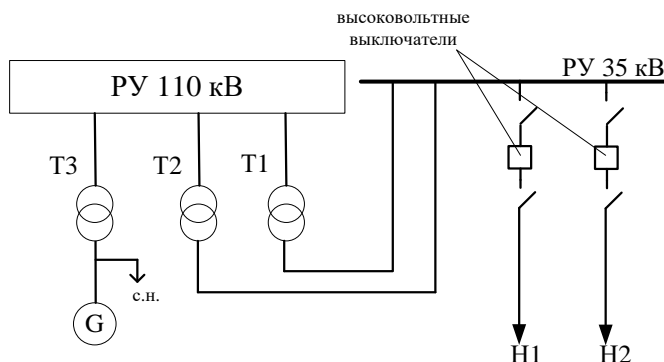 высоковольтные
выключатели
РУ 110 кВ
РУ 35 кВ
Т3
Т2
Т1
с.н.
G
Н1
Н2